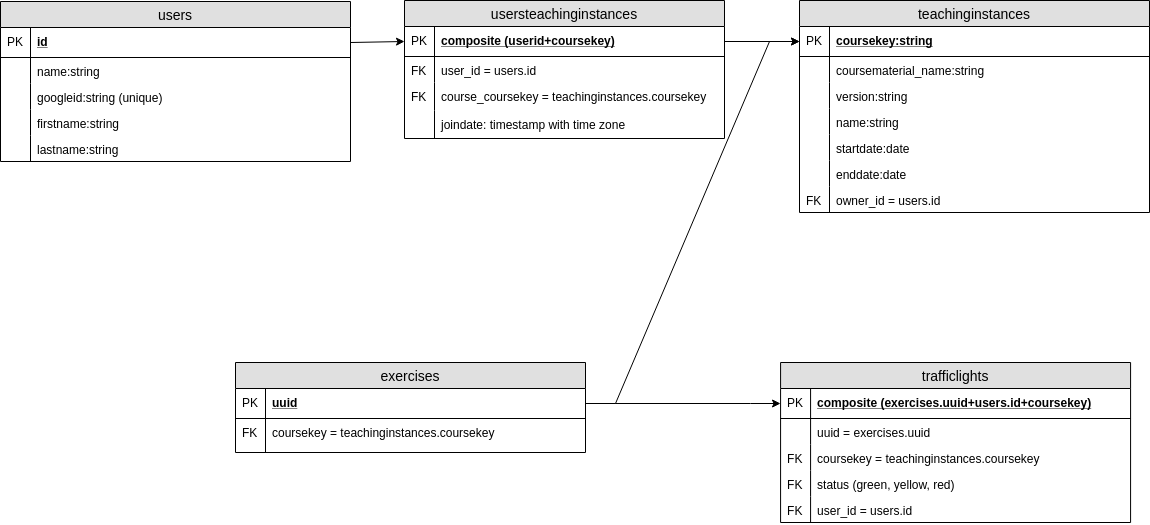 users
PK id
name:string
googleid:string (unique)
firstname:string
lastname:string
usersteachinginstances
PK composite (userid+coursekey)
FK user_id = users.id
FK course_coursekey = teachinginstances.coursekey
joindate: timestamp with time zone
teachinginstances
PK coursekey:string
coursematerial_name:string
version:string
name:string
startdate:date
enddate:date
FK owner_id = users.id
exercises
PK uuid
FK coursekey = teachinginstances.coursekey
trafficlights
PK composite (exercises.uuid+users.id+coursekey)
uuid = exercises.uuid
FK coursekey = teachinginstances.coursekey
FK status (green, yellow, red)
FK user_id = users.id